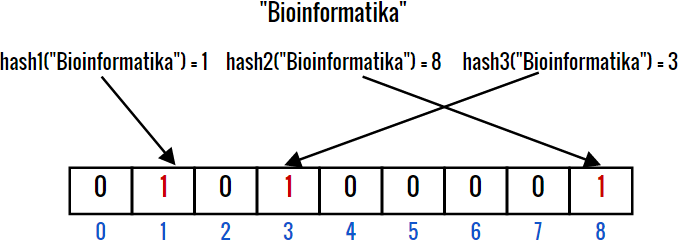 "Bioinformatika"
hash1("Bioinformatika") = 1 hash2("Bioinformatika") = 8 hash3("Bioinformatika") = 3
0 1 0 1 0 0 0 0 1
0 1 2 3 4 5 6 7 8